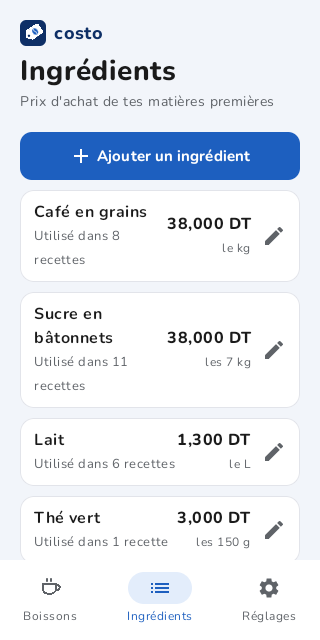 costo
Ingrédients
Prix d'achat de tes matières premières
Ajouter un ingrédient
Café en grains
38,000 DT
Utilisé dans 8
recettes
le kg
Sucre en
bâtonnets
38,000 DT
Utilisé dans 11
recettes
les 7 kg
Lait
1,300 DT
Utilisé dans 6 recettes
le L
Thé vert
3,000 DT
Utilisé dans 1 recette
les 150 g
Boissons
Ingrédients
Réglages